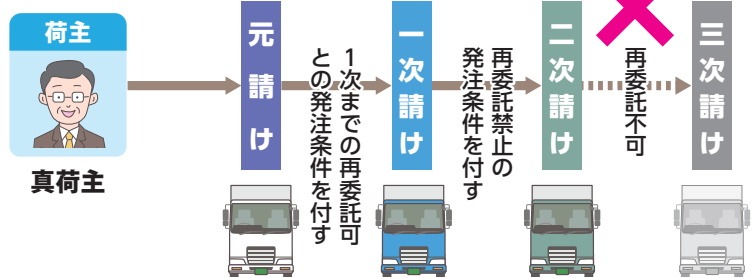 荷主
真荷主
元請け
1次までの再委託可
との発注条件を付す
一次請け
再委託禁止の
発注条件を付す
二次請け
再委託不可
三次請け